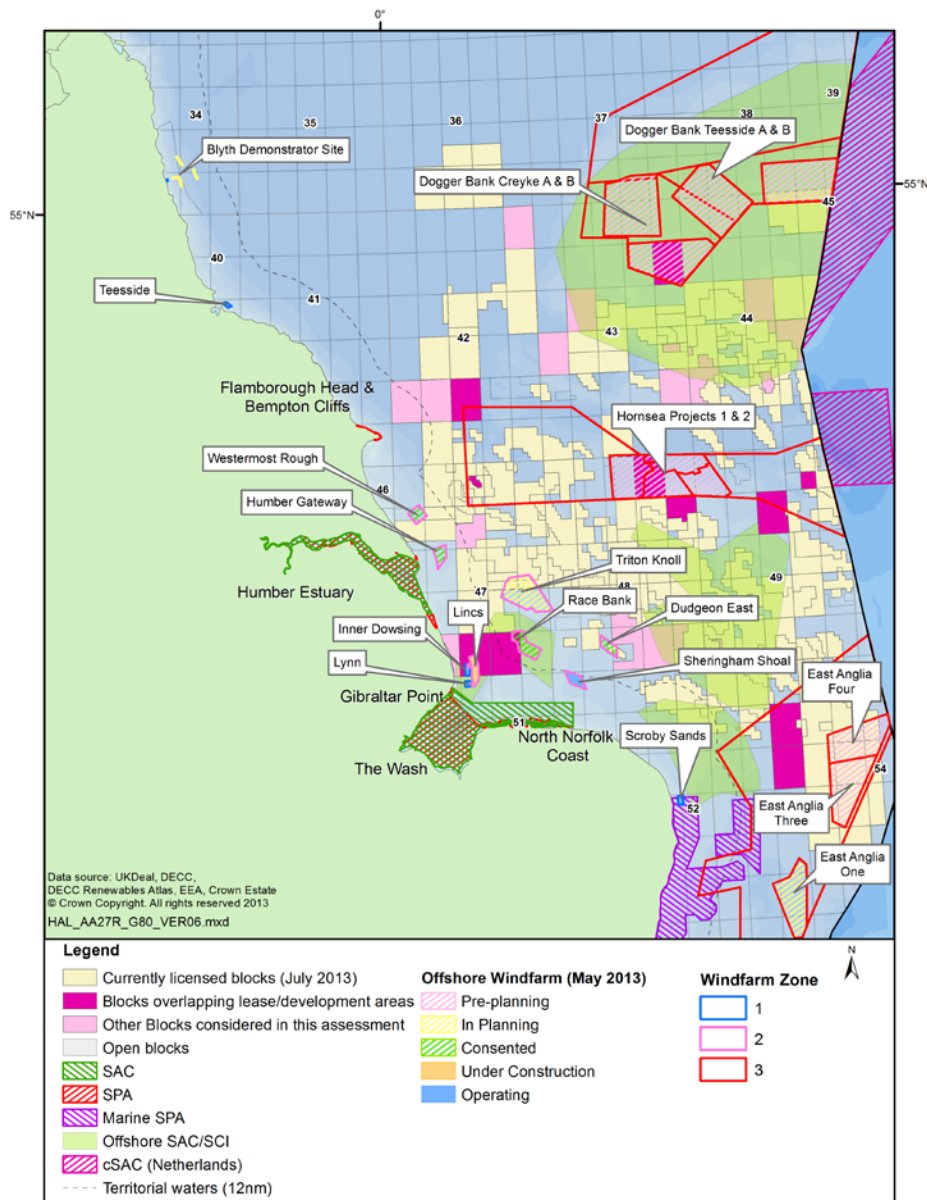 0°
39
38
34
37
36
35
Dogger Bank Teesside A & B
Blyth Demonstrator Site
Dogger Bank Creyke A & B
55°N
45
55°N
40
Teesside
41
44
43
42
Flamborough Head &
Bempton Cliffs
Hornsea Projects 1 & 2
Westermost Rough
46
Humber Gateway
Triton Knoll
49
48
47
Humber Estuary
Race Bank
Lincs
Dudgeon East
Inner Dowsing
Lynn
Sheringham Shoal
East Anglia
Four
Gibraltar Point
51
North Norfolk
Coast
Scroby Sands
The Wash
54
52
East Anglia
Three
East Anglia
One
Data source: UKDeal, DECC,
DECC Renewables Atlas, EEA, Crown Estate
© Crown Copyright. All rights reserved 2013
HAL_AA27R_G80_VER06.mxd
Legend
Currently licensed blocks (July 2013)
Blocks overlapping lease/development areas
Other Blocks considered in this assessment
Open blocks
SAC
SPA
Marine SPA
Offshore SAC/SCI
cSAC (Netherlands)
Territorial waters (12nm)
Offshore Windfarm (May 2013)
Pre-planning
In Planning
Consented
Under Construction
Operating
N
Windfarm Zone
1
2
3